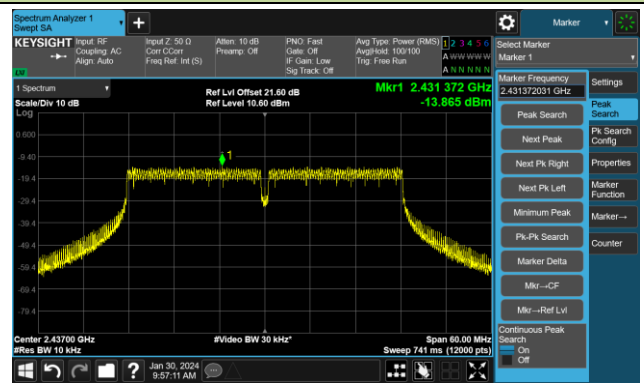 Spectrum Analyzer 1
Swept SA
Marker
KEYSIGHT
Input: RF
Coupling: AC
Align: Auto
Input Z: 50 Ω
Corr CCorr
Freq Ref: Int (S)
Atten: 10 dB
Preamp: Off
PNO: Fast
Gate: Off
IF Gain: Low
Sig Track: Off
Avg Type: Power (RMS)
Avg|Hold: 100/100
Trig: Free Run
1 2 3 4 5 6
A W W W W W
A N N N N N
LW
Select Marker
Marker 1
1 Spectrum
Scale/Div 10 dB
Log
Ref Lvl Offset 21.60 dB
Ref Level 10.60 dBm
Mkr1 2.431 372 GHz
-13.865 dBm
1
0.600
-9.40
-19.4
-29.4
-39.4
-49.4
-59.4
-69.4
-79.4
Center 2.43700 GHz
#Res BW 10 kHz
#Video BW 30 kHz*
Span 60.00 MHz
Sweep 741 ms (12000 pts)
Marker Frequency
2.431372031 GHz
Peak Search
Next Peak
Next Pk Right
Next Pk Left
Minimum Peak
Pk-Pk Search
Marker Delta
Mkr→CF
Mkr→Ref Lvl
Continuous Peak
Search
On
Off
Settings
Peak
Search
Pk Search
Config
Properties
Marker
Function
Marker→
Counter
Jan 30, 2024
9:57:11 AM